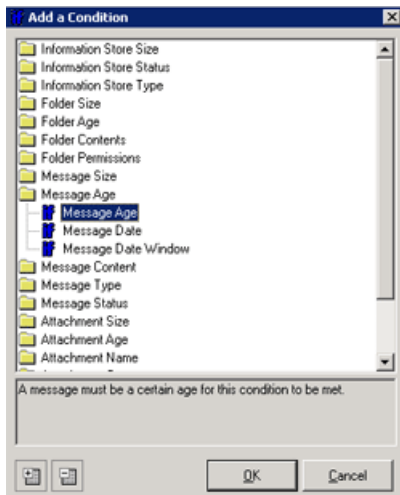 Add a Condition
Information Store Size
Information Store Status
Information Store Type
Folder Size
Folder Age
Folder Contents
Folder Permissions
Message Size
Message Age
Message Age
Message Date
Message Date Window
Message Content
Message Type
Message Status
Attachment Size
Attachment Age
Attachment Name
A message must be a certain age for this condition to be met.
OK
Cancel